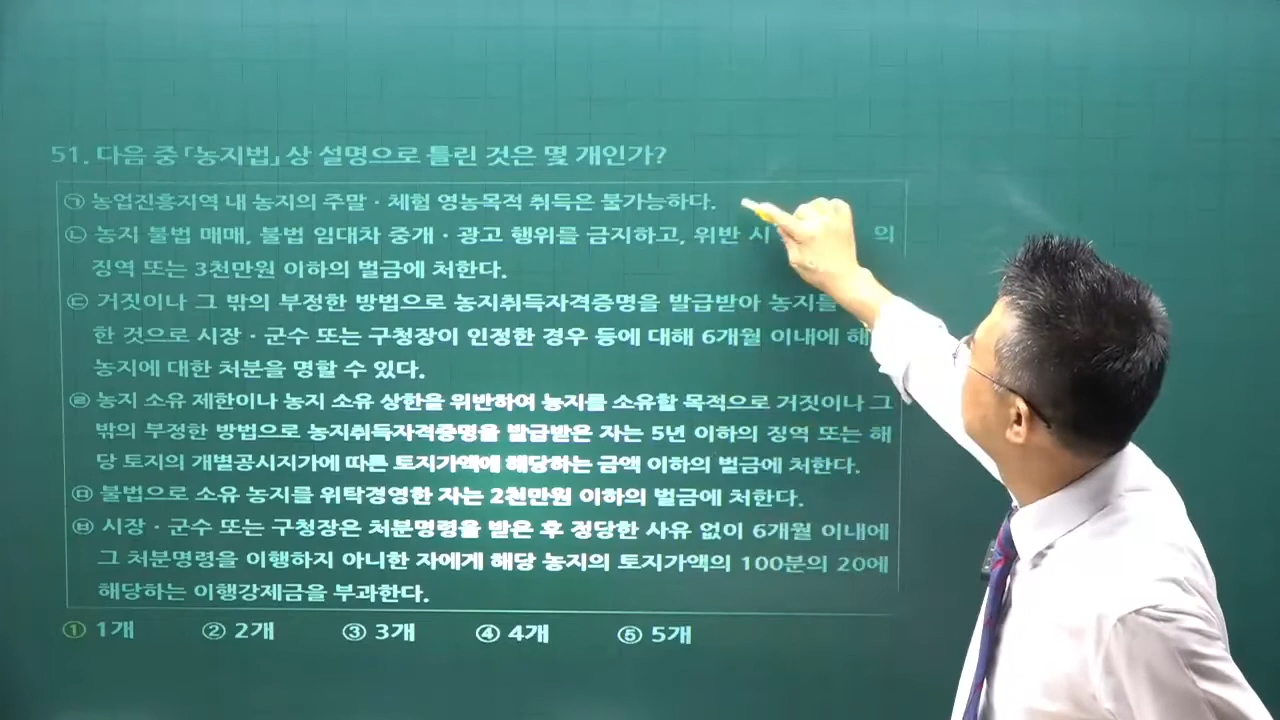 51. 다음 중「농지법」상 설명으로 틀린 것은 몇 개인가?
㉠ 농업진흥지역 내 농지의 주말·체험 영농목적 취득은 불가능하다.
㉡ 농지 불법 매매, 불법 임대차 중개·광고 행위를 금지하고, 위반 시 의
징역 또는 3천만원 이하의 벌금에 처한다.
㉢ 거짓이나 그 밖의 부정한 방법으로 농지취득자격증명을 발급받아 농지를
한 것으로 시장·군수 또는 구청장이 인정한 경우 등에 대해 6개월 이내에
농지에 대한 처분을 명할 수 있다.
㉣ 농지 소유 제한이나 농지 소유 상한을 위반하여 농지를 소유할 목적으로 거짓이나 그
밖의 부정한 방법으로 농지취득자격증명을 발급받은 자는 5년 이하의 징역 또는 해
당 토지의 개별공시지가에 따른 토지가액에 해당하는 금액 이하의 벌금에 처한다.
㉤ 불법으로 소유 농지를 위탁경영한 자는 2천만원 이하의 벌금에 처한다.
㉥ 시장·군수 또는 구청장은 처분명령을 받은 후 정당한 사유 없이 6개월 이내에
그 처분명령을 이행하지 아니한 자에게 해당 농지의 토지가액의 100분의 20에
해당하는 이행강제금을 부과한다.
① 1개 ② 2개 ③ 3개 ④ 4개 ⑤ 5개